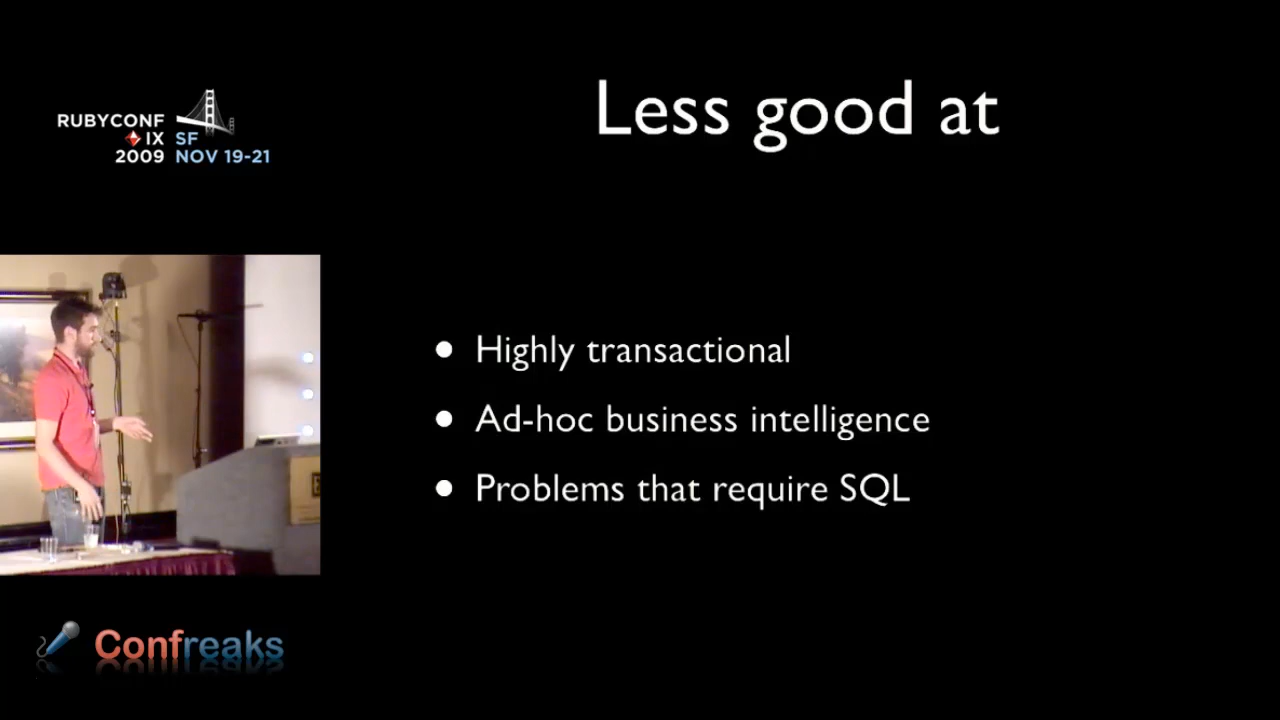 RUBYCONF
IX SF
2009 NOV 19-21
Less good at
Highly transactional
Ad-hoc business intelligence
Problems that require SQL
Confreaks